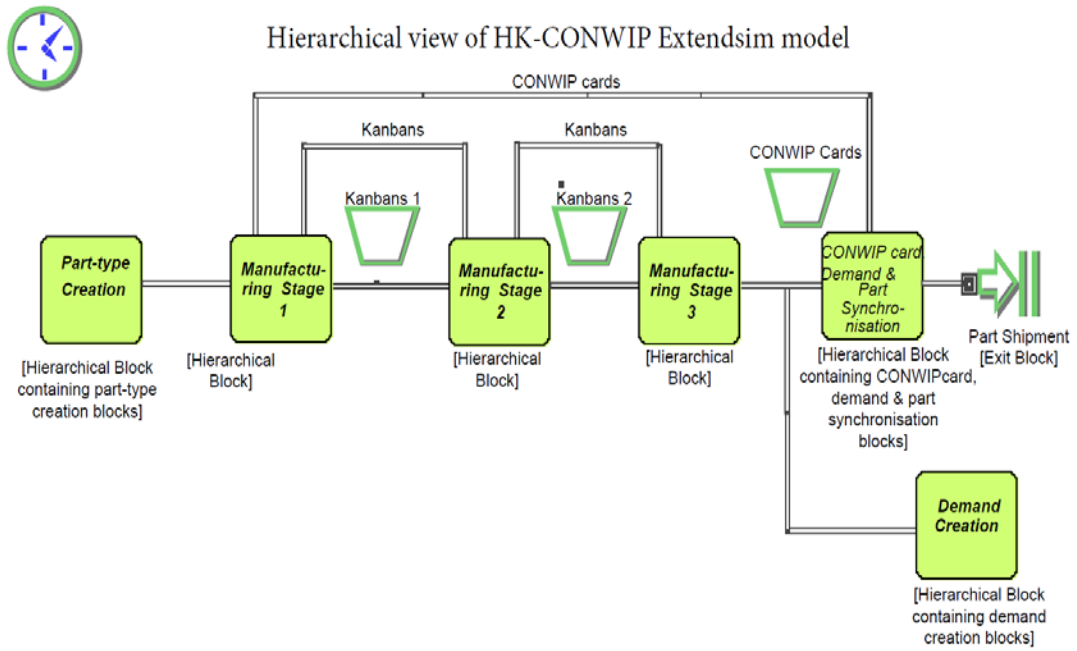 Hierarchical view of HK-CONWIP Extendsim model
CONWIP cards
Kanbans
Kanbans
CONWIP Cards
Kanbans 1
Kanbans 2
Part-type
Creation
Manufactu-
ring Stage
1
Manufactu-
ring Stage
2
Manufactu-
ring Stage
3
CONWIP card,
Demand &
Part
Synchro-
nisation
Part Shipment
[Exit Block]
[Hierarchical Block
containing part-type
creation blocks]
[Hierarchical
Block]
[Hierarchical
Block]
[Hierarchical
Block]
[Hierarchical Block
containing CONWIPcard,
demand & part
synchronisation
blocks]
Demand
Creation
[Hierarchical Block
containing demand
creation blocks]